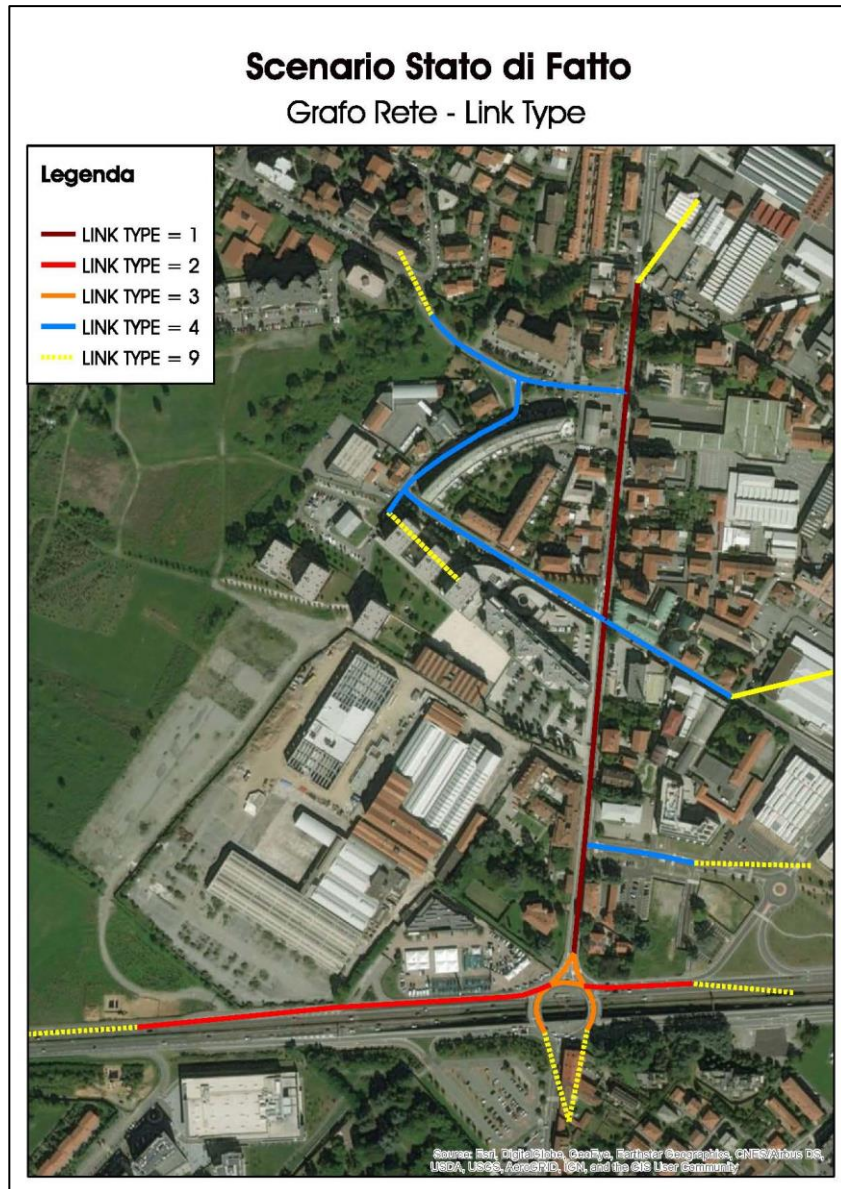 Scenario Stato di Fatto
Grafo Rete - Link Type
Legenda
LINK TYPE = 1
LINK TYPE = 2
LINK TYPE = 3
LINK TYPE = 4
LINK TYPE = 9
Source: Esri, DigitalGlobe, GeoEye, Earthstar Geographics, CNES/Airbus DS,
USDA, USGS, AeroGRID, IGN, and the GIS User Community